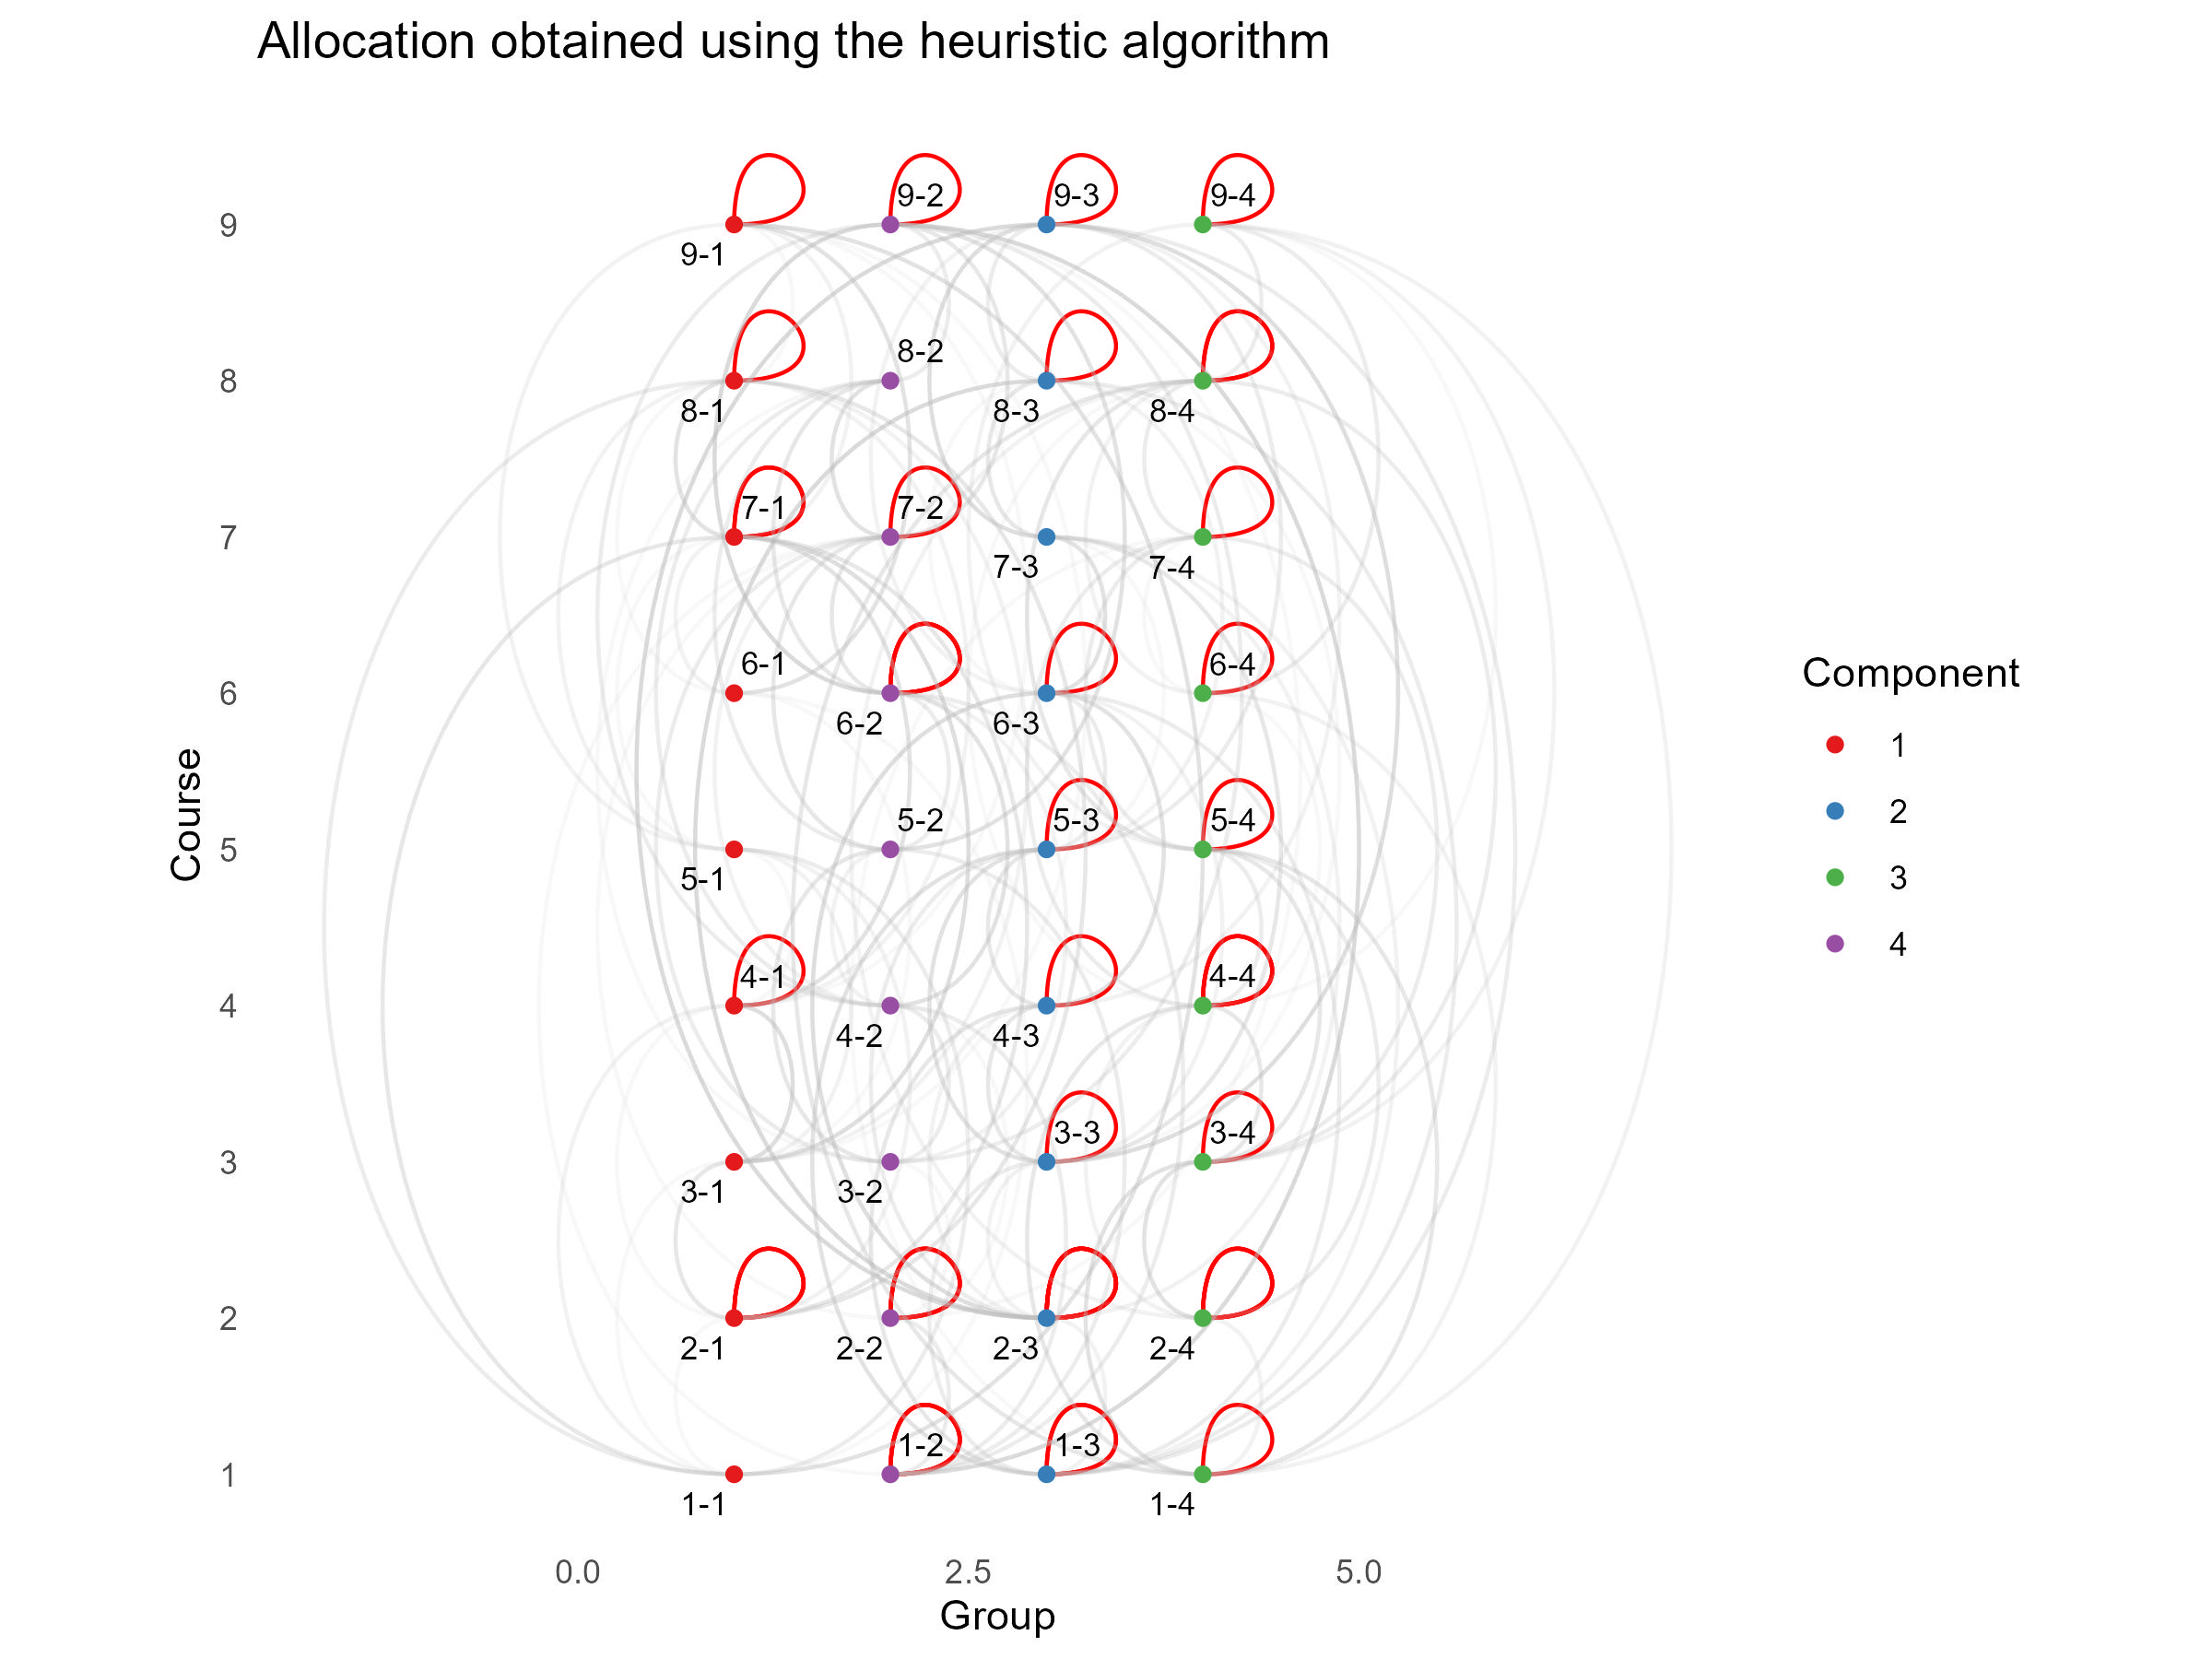 Allocation obtained using the heuristic algorithm
9-2 9-3 9-4
9
9-1
8-2
8
8-1 8-3 8-4
7-1 7-2
7
7-3 7-4
6-1 6-4
6
6-2 6-3
5-2 5-3 5-4
5
5-1
4-1 4-4
4
4-2 4-3
3-3 3-4
3
3-1 3-2
2
2-1 2-2 2-3 2-4
1-2 1-3
1
1-1 1-4
0.0 2.5 5.0
Group
Course
Component
1
2
3
4